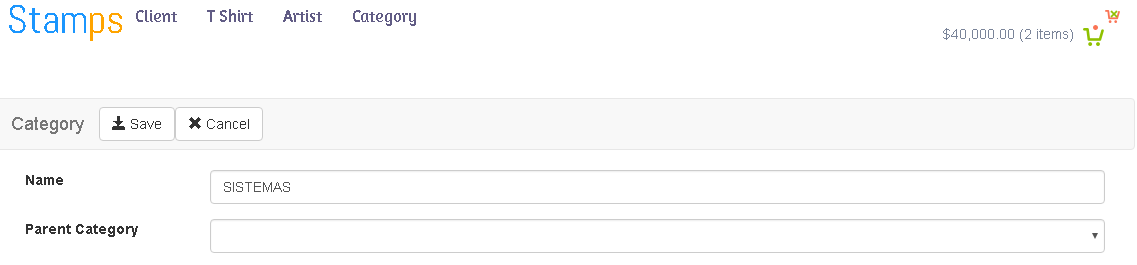 Stamps Client T Shirt Artist Category
$40,000.00 (2 items)
Category Save Cancel
Name SISTEMAS
Parent Category